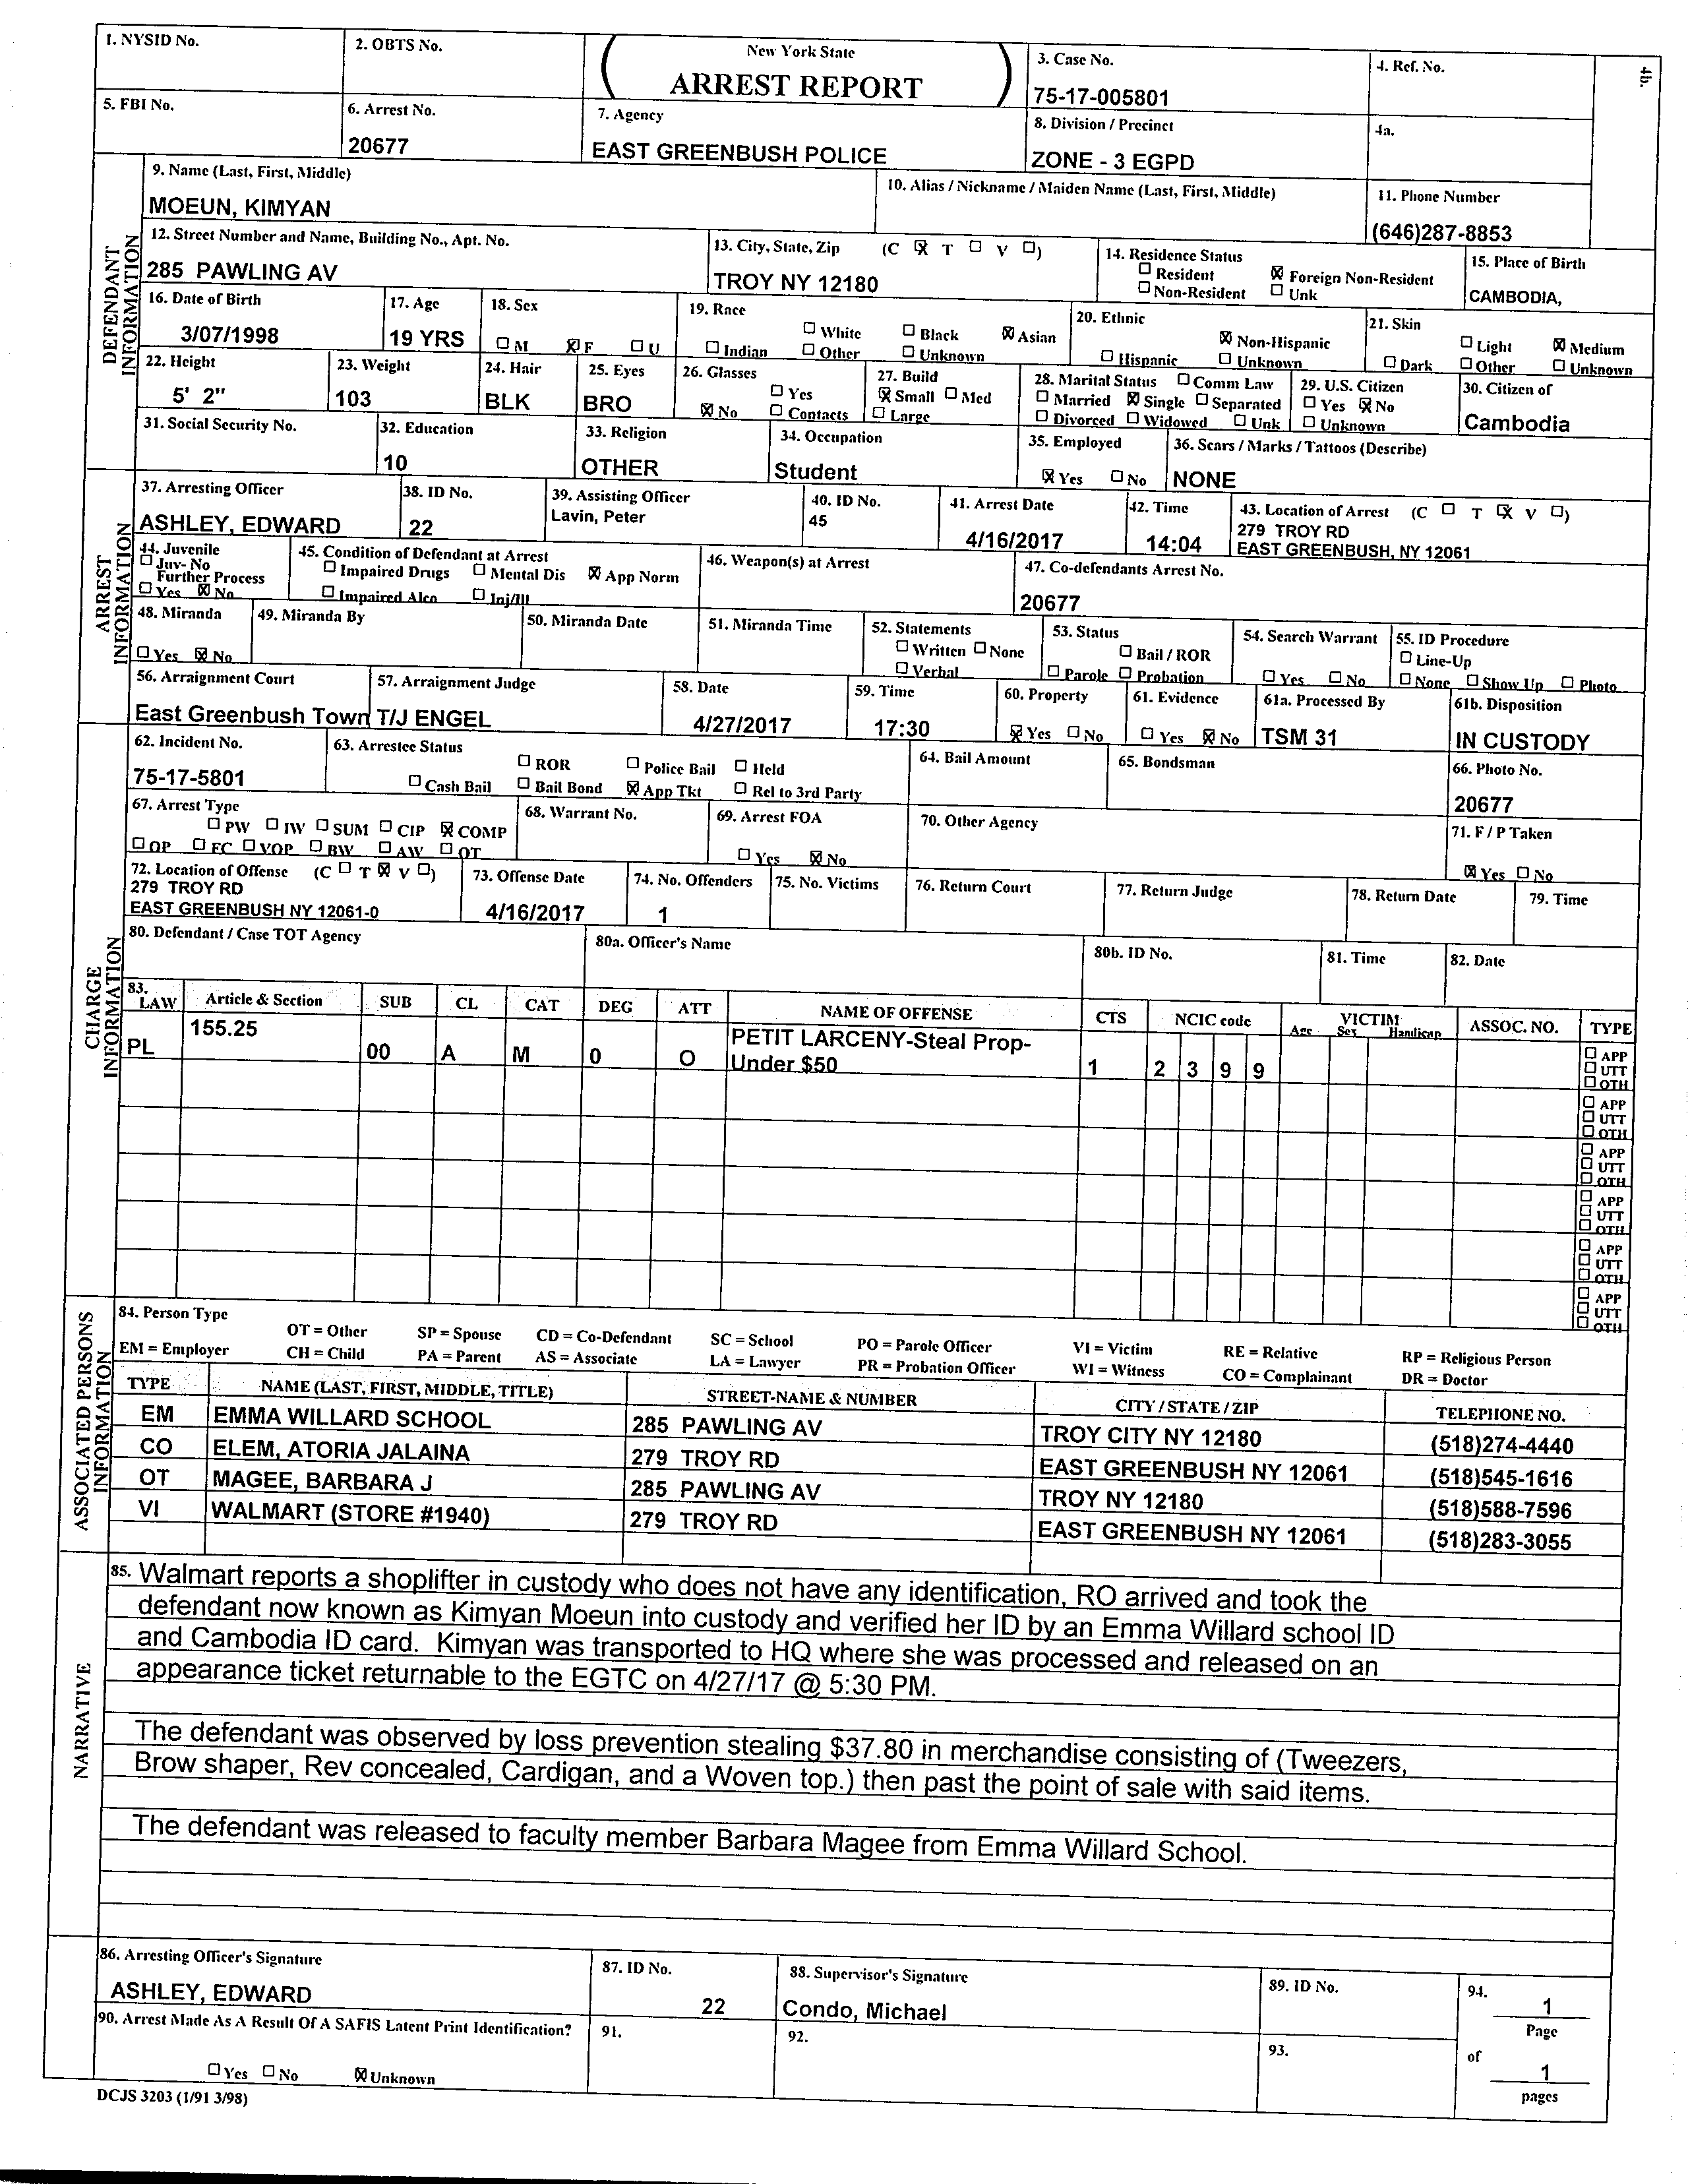 1. NYSID No.
2. OBTS No.
New York State
ARREST REPORT
3. Case No.
75-17-005801
4. Ref. No.
4b.
5. FBI No.
6. Arrest No.
20677
7. Agency
EAST GREENBUSH POLICE
8. Division / Precinct
ZONE - 3 EGPD
4a.
DEFENDANT INFORMATION
9. Name (Last, First, Middle)
MOEUN, KIMYAN
10. Alias / Nickname / Maiden Name (Last, First, Middle)
11. Phone Number
(646)287-8853
12. Street Number and Name, Building No., Apt. No.
285 PAWLING AV
13. City, State, Zip (C ☒ T ☐ V ☐)
TROY NY 12180
14. Residence Status
☐ Resident ☒ Foreign Non-Resident
☐ Non-Resident ☐ Unk
15. Place of Birth
CAMBODIA,
16. Date of Birth
3/07/1998
17. Age
19 YRS
18. Sex
☐ M ☒ F ☐ U
19. Race
☐ White ☐ Black ☒ Asian
☐ Indian ☐ Other ☐ Unknown
20. Ethnic
☒ Non-Hispanic
☐ Hispanic ☐ Unknown
21. Skin
☐ Light ☒ Medium
☐ Dark ☐ Other ☐ Unknown
22. Height
5' 2"
23. Weight
103
24. Hair
BLK
25. Eyes
BRO
26. Glasses
☐ Yes
☒ No ☐ Contacts
27. Build
☒ Small ☐ Med
☐ Large
28. Marital Status ☐ Comm Law
☐ Married ☒ Single ☐ Separated
☐ Divorced ☐ Widowed ☐ Unk
29. U.S. Citizen
☐ Yes ☒ No
☐ Unknown
30. Citizen of
Cambodia
31. Social Security No.
32. Education
10
33. Religion
OTHER
34. Occupation
Student
35. Employed
☒ Yes ☐ No
36. Scars / Marks / Tattoos (Describe)
NONE
ARREST INFORMATION
37. Arresting Officer
ASHLEY, EDWARD
38. ID No.
22
39. Assisting Officer
Lavin, Peter
40. ID No.
45
41. Arrest Date
4/16/2017
42. Time
14:04
43. Location of Arrest (C ☐ T ☒ V ☐)
279 TROY RD
EAST GREENBUSH, NY 12061
44. Juvenile
☐ Juv- No
Further Process
☐ Yes ☒ No
45. Condition of Defendant at Arrest
☐ Impaired Drugs ☐ Mental Dis ☒ App Norm
☐ Impaired Alco ☐ Inj/Ill
46. Weapon(s) at Arrest
47. Co-defendants Arrest No.
20677
48. Miranda
☐ Yes ☒ No
49. Miranda By
50. Miranda Date
51. Miranda Time
52. Statements
☐ Written ☐ None
☐ Verbal
53. Status
☐ Bail / ROR
☐ Parole ☐ Probation
54. Search Warrant
☐ Yes ☐ No
55. ID Procedure
☐ Line-Up
☐ None ☐ Show Up ☐ Photo
56. Arraignment Court
East Greenbush Town
57. Arraignment Judge
T/J ENGEL
58. Date
4/27/2017
59. Time
17:30
60. Property
☒ Yes ☐ No
61. Evidence
☐ Yes ☒ No
61a. Processed By
TSM 31
61b. Disposition
IN CUSTODY
CHARGE INFORMATION
62. Incident No.
75-17-5801
63. Arrestee Status
☐ ROR ☐ Police Bail ☐ Held
☐ Cash Bail ☐ Bail Bond ☒ App Tkt ☐ Rel to 3rd Party
64. Bail Amount
65. Bondsman
66. Photo No.
20677
67. Arrest Type
☐ PW ☐ IW ☐ SUM ☐ CIP ☒ COMP
☐ OP ☐ EC ☐ VOP ☐ BW ☐ AW ☐ OT
68. Warrant No.
69. Arrest FOA
☐ Yes ☒ No
70. Other Agency
71. F / P Taken
☒ Yes ☐ No
72. Location of Offense (C ☐ T ☒ V ☐)
279 TROY RD
EAST GREENBUSH NY 12061-0
73. Offense Date
4/16/2017
74. No. Offenders
1
75. No. Victims
76. Return Court
77. Return Judge
78. Return Date
79. Time
80. Defendant / Case TOT Agency
80a. Officer's Name
80b. ID No.
81. Time
82. Date
83.
LAW Article & Section SUB CL CAT DEG ATT NAME OF OFFENSE CTS NCIC code VICTIM Age Sex Handicap ASSOC. NO. TYPE
PL 155.25 00 A M 0 O PETIT LARCENY-Steal Prop-
Under $50 1 2 3 9 9
☐ APP
☐ UTT
☐ OTH
☐ APP
☐ UTT
☐ OTH
☐ APP
☐ UTT
☐ OTH
☐ APP
☐ UTT
☐ OTH
☐ APP
☐ UTT
☐ OTH
☐ APP
☐ UTT
☐ OTH
ASSOCIATED PERSONS INFORMATION
84. Person Type
OT = Other SP = Spouse CD = Co-Defendant SC = School PO = Parole Officer VI = Victim RE = Relative RP = Religious Person
EM = Employer CH = Child PA = Parent AS = Associate LA = Lawyer PR = Probation Officer WI = Witness CO = Complainant DR = Doctor
TYPE NAME (LAST, FIRST, MIDDLE, TITLE) STREET-NAME & NUMBER CITY / STATE / ZIP TELEPHONE NO.
EM EMMA WILLARD SCHOOL 285 PAWLING AV TROY CITY NY 12180 (518)274-4440
CO ELEM, ATORIA JALAINA 279 TROY RD EAST GREENBUSH NY 12061 (518)545-1616
OT MAGEE, BARBARA J 285 PAWLING AV TROY NY 12180 (518)588-7596
VI WALMART (STORE #1940) 279 TROY RD EAST GREENBUSH NY 12061 (518)283-3055
NARRATIVE
85. Walmart reports a shoplifter in custody who does not have any identification, RO arrived and took the
defendant now known as Kimyan Moeun into custody and verified her ID by an Emma Willard school ID
and Cambodia ID card. Kimyan was transported to HQ where she was processed and released on an
appearance ticket returnable to the EGTC on 4/27/17 @ 5:30 PM.
The defendant was observed by loss prevention stealing $37.80 in merchandise consisting of (Tweezers,
Brow shaper, Rev concealed, Cardigan, and a Woven top.) then past the point of sale with said items.
The defendant was released to faculty member Barbara Magee from Emma Willard School.
86. Arresting Officer's Signature
ASHLEY, EDWARD
87. ID No.
22
88. Supervisor's Signature
Condo, Michael
89. ID No.
94.
1
Page
of
1
pages
90. Arrest Made As A Result Of A SAFIS Latent Print Identification?
☐ Yes ☐ No ☒ Unknown
91.
92.
93.
DCJS 3203 (1/91 3/98)